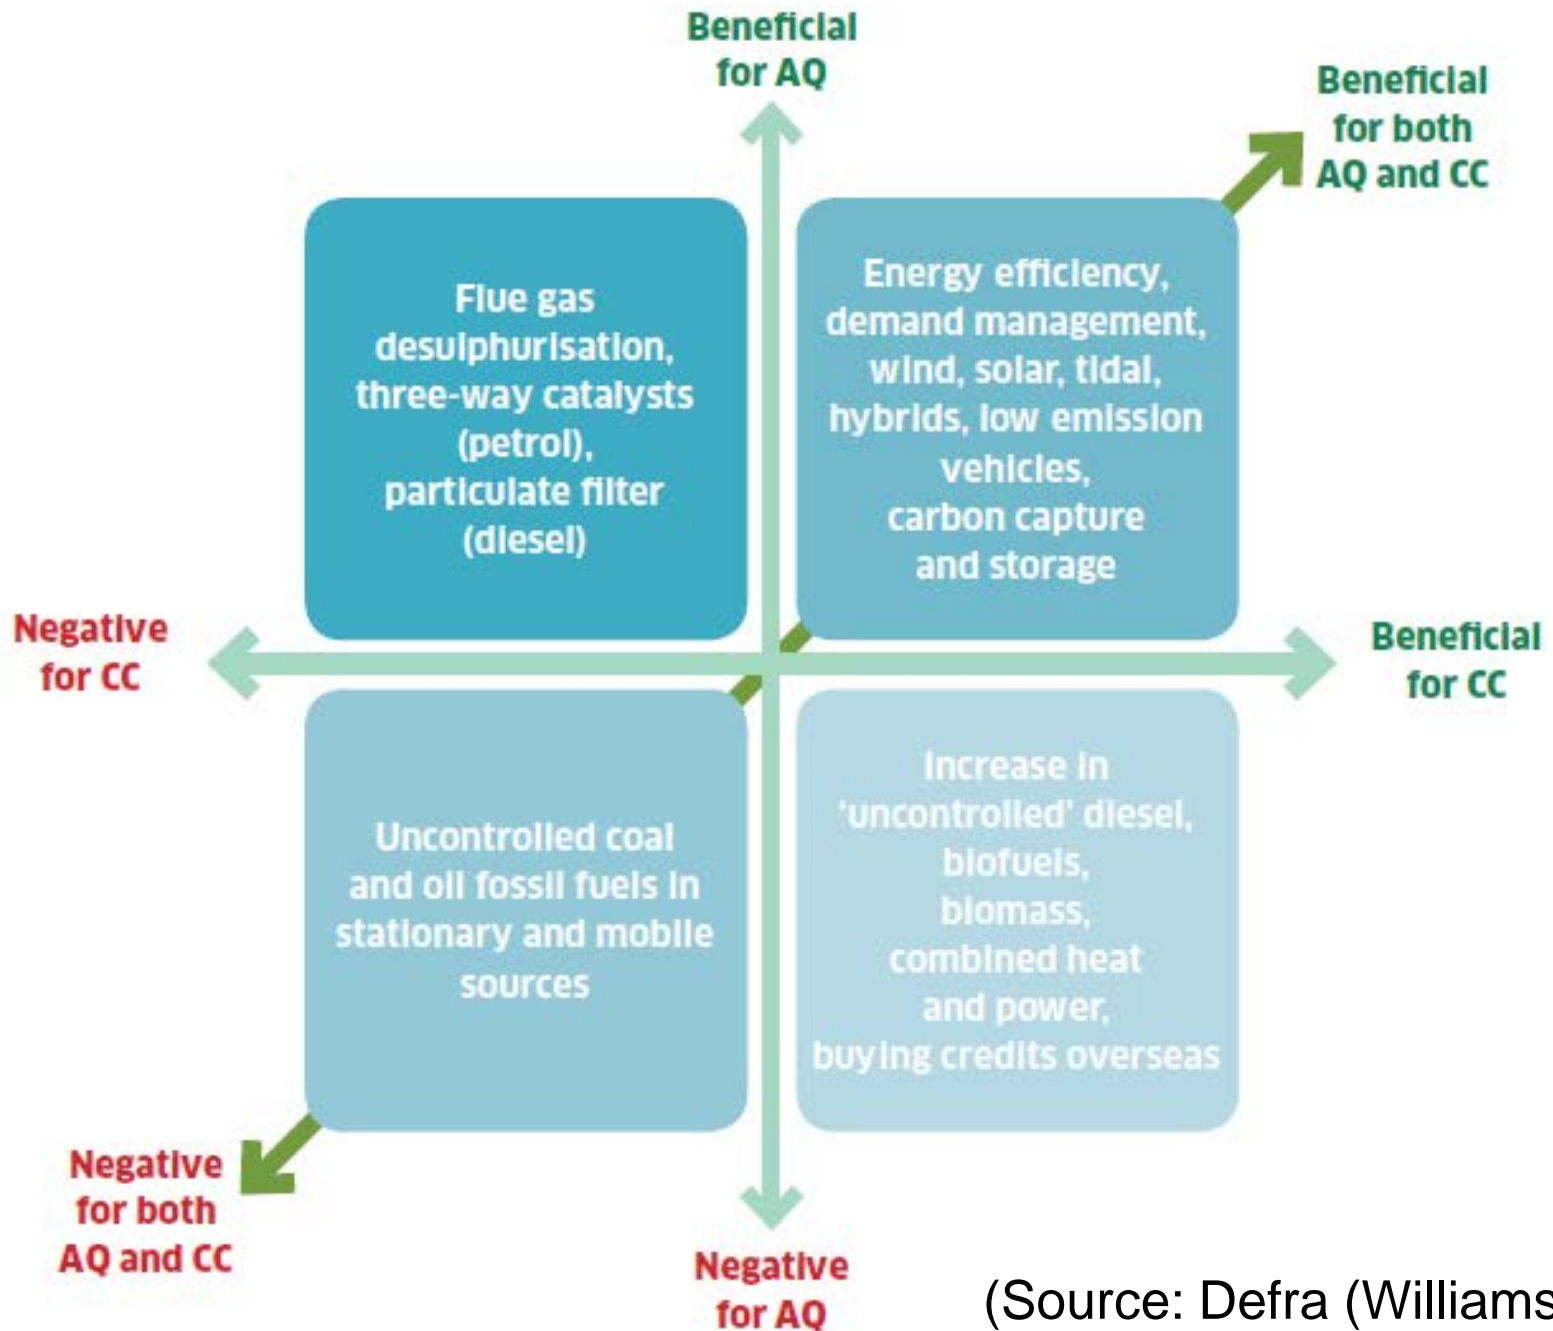 Beneficial
for AQ
Beneficial
for both
AQ and CC
Flue gas
desulphurisation,
three-way catalysts
(petrol),
particulate filter
(diesel)
Energy efficiency,
demand management,
wind, solar, tidal,
hybrids, low emission
vehicles,
carbon capture
and storage
Negative
for CC
Beneficial
for CC
Uncontrolled coal
and oil fossil fuels in
stationary and mobile
sources
Increase in
'uncontrolled' diesel,
biofuels,
biomass,
combined heat
and power,
buying credits overseas
Negative
for both
AQ and CC
Negative
for AQ
(Source: Defra (Williams